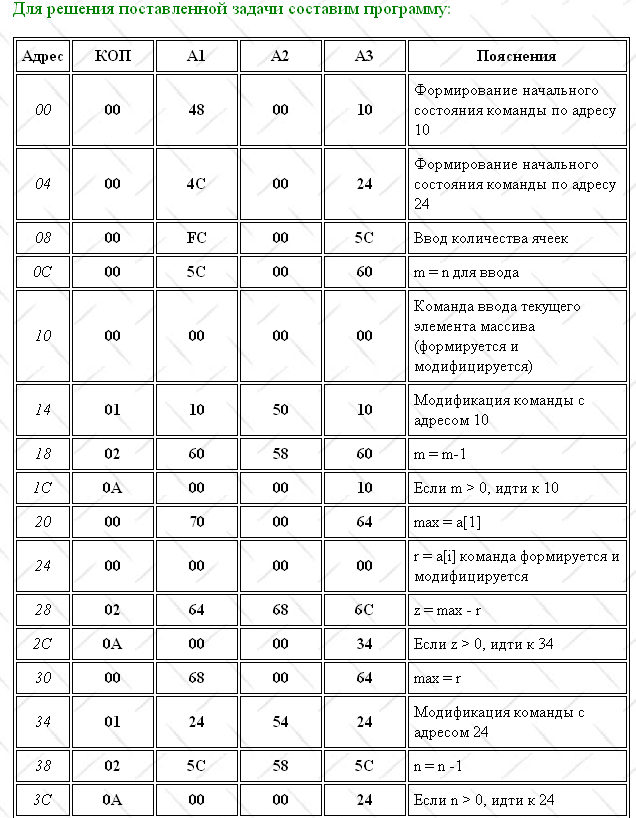 Для решения поставленной задачи составим программу:
Адрес КОП A1 A2 A3 Пояснения
00 00 48 00 10 Формирование начального
состояния команды по адресу
10
04 00 4C 00 24 Формирование начального
состояния команды по адресу
24
08 00 FC 00 5C Ввод количества ячеек
0C 00 5C 00 60 m = n для ввода
10 00 00 00 00 Команда ввода текущего
элемента массива
(формируется и
модифицируется)
14 01 10 50 10 Модификация команды с
адресом 10
18 02 60 58 60 m = m-1
1C 0A 00 00 10 Если m > 0, идти к 10
20 00 70 00 64 max = a[1]
24 00 00 00 00 r = a[i] команда формируется и
модифицируется
28 02 64 68 6C z = max - r
2C 0A 00 00 34 Если z > 0, идти к 34
30 00 68 00 64 max = r
34 01 24 54 24 Модификация команды с
адресом 24
38 02 5C 58 5C n = n -1
3C 0A 00 00 24 Если n > 0, идти к 24